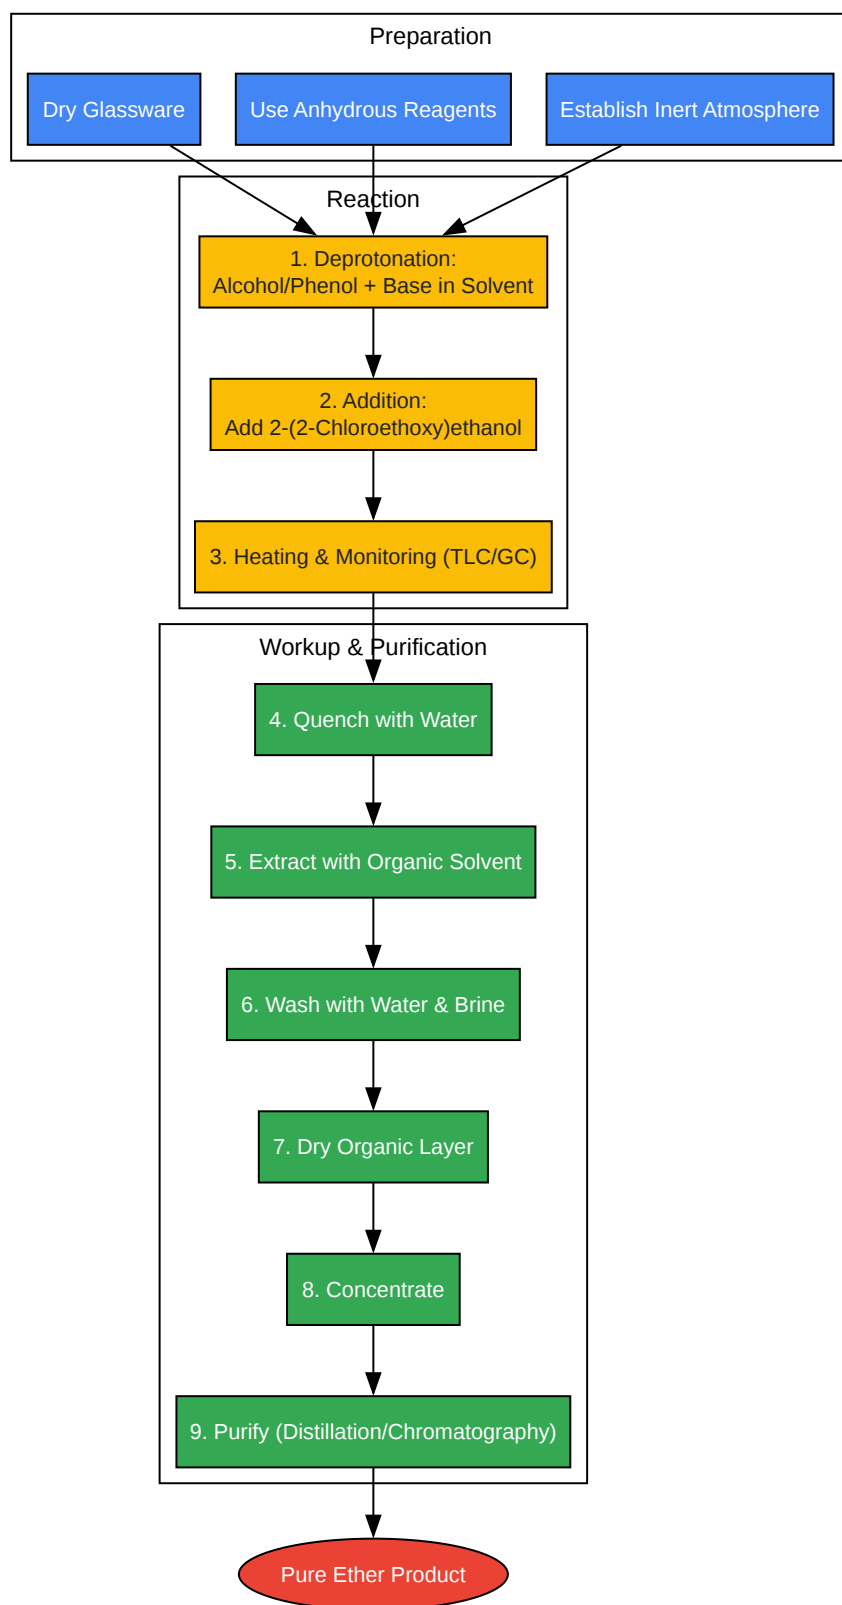 Preparation
Dry Glassware
Use Anhydrous Reagents
Establish Inert Atmosphere
Reaction
1. Deprotonation:
Alcohol/Phenol + Base in Solvent
2. Addition:
Add 2-(2-Chloroethoxy)ethanol
3. Heating & Monitoring (TLC/GC)
Workup & Purification
4. Quench with Water
5. Extract with Organic Solvent
6. Wash with Water & Brine
7. Dry Organic Layer
8. Concentrate
9. Purify (Distillation/Chromatography)
Pure Ether Product